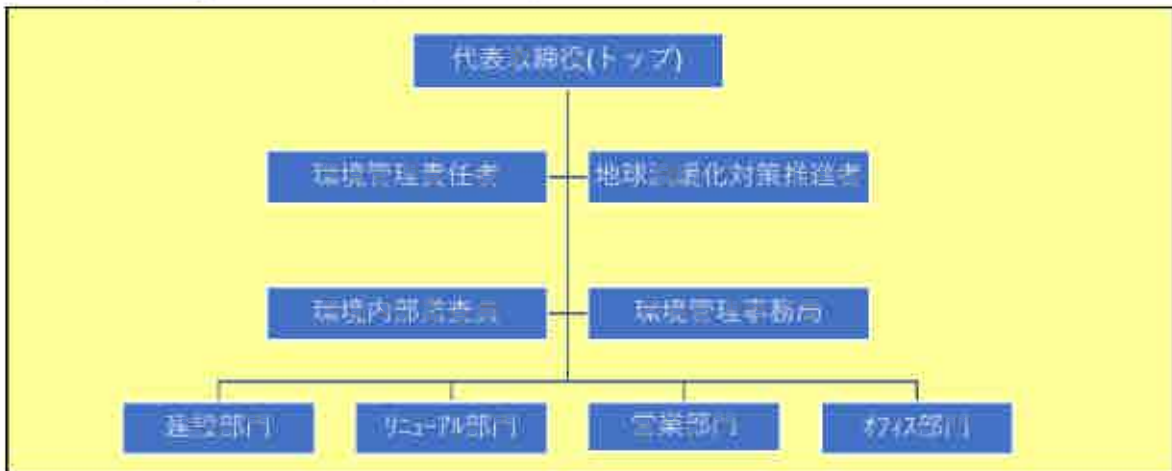 代表取締役(トップ)
環境管理責任者
地球温暖化対策推進者
環境内部監査員
環境管理事務局
建設部門
リニューアル部門
営業部門
オフィス部門